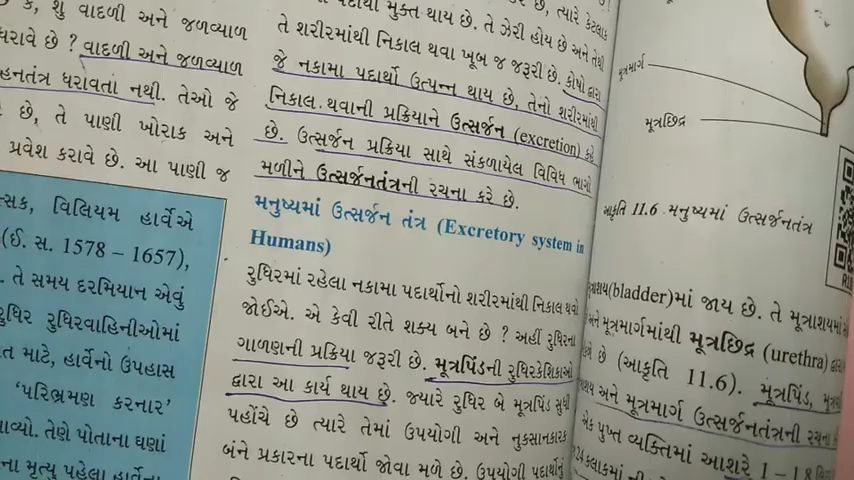 શું વાદળી અને જળવ્યાળ
ધરાવે છે ? વાદળી અને જળવ્યાળ
ધરાવતા નથી. તેઓ જે
છે, તે પાણી ખોરાક અને
પ્રવેશ કરાવે છે. આ પાણી જ
વિલિયમ હાર્વેએ
(ઈ. સ. 1578 – 1657),
તે સમય દરમિયાન એવું
રુધિર રુધિરવાહિનીઓમાં
માટે, હાર્વેનો ઉપહાસ
‘પરિભ્રમણ કરનાર’
તેણે પોતાના ઘણાં
મૃત્યુ પહેલા હાર્વેના
મુક્ત થાય છે. તે ઝેરી હોય છે અને તેથી
તે શરીરમાંથી નિકાલ થવા ખૂબ જ જરૂરી છે. કોષો દ્વારા
જે નકામા પદાર્થો ઉત્પન્ન થાય છે, તેનો શરીરમાંથી
નિકાલ થવાની પ્રક્રિયાને ઉત્સર્જન (excretion) કહે
છે. ઉત્સર્જન પ્રક્રિયા સાથે સંકળાયેલ વિવિધ ભાગો
મળીને ઉત્સર્જનતંત્રની રચના કરે છે.
મનુષ્યમાં ઉત્સર્જન તંત્ર (Excretory system in
Humans)
રુધિરમાં રહેલા નકામા પદાર્થોનો શરીરમાંથી નિકાલ થવો
જોઈએ. એ કેવી રીતે શક્ય બને છે ? અહીં રુધિરના
ગાળણની પ્રક્રિયા જરૂરી છે. મૂત્રપિંડની રુધિરકેશિકાઓ
દ્વારા આ કાર્ય થાય છે. જ્યારે રુધિર બે મૂત્રપિંડ સુધી
પહોંચે છે ત્યારે તેમાં ઉપયોગી અને નુકસાનકારક
બંને પ્રકારના પદાર્થો જોવા મળે છે. ઉપયોગી પદાર્થોનું
મૂત્રમાર્ગ
મૂત્રછિદ્ર
આકૃતિ 11.6 મનુષ્યમાં ઉત્સર્જનતંત્ર
(bladder)માં જાય છે. તે મૂત્રાશયમાં
અને મૂત્રમાર્ગમાંથી મૂત્રછિદ્ર (urethra) દ્વારા
છે (આકૃતિ 11.6). મૂત્રપિંડ,
અને મૂત્રમાર્ગ ઉત્સર્જનતંત્રની રચના
એક પુખ્ત વ્યક્તિમાં આશરે 1 – 1.8
24 કલાકમાં